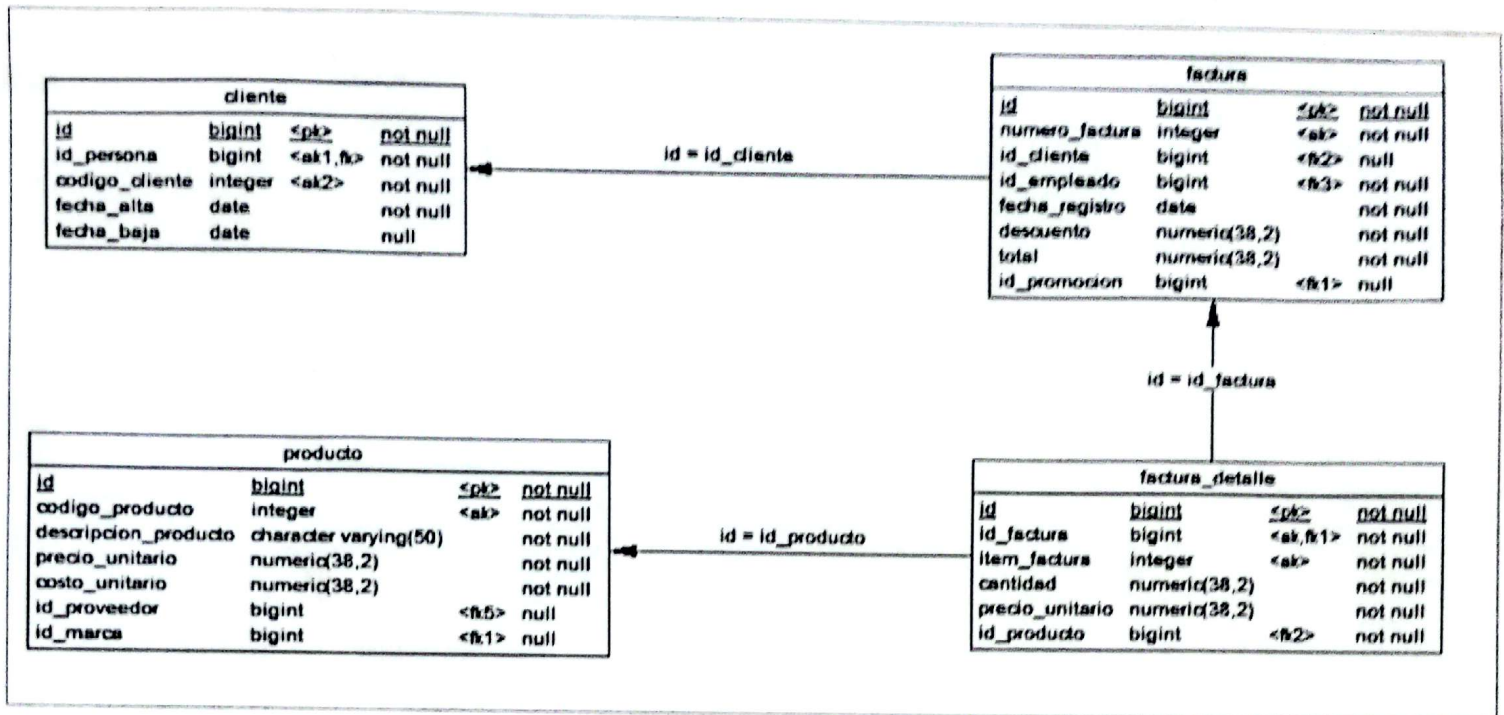 cliente
id bigint <pk> not null
id_persona bigint <ak1,fk> not null
codigo_cliente integer <ak2> not null
fecha_alta date not null
fecha_baja date null
id = id_cliente
factura
id bigint <pk> not null
numero_factura integer <ak> not null
id_cliente bigint <fk2> null
id_empleado bigint <fk3> not null
fecha_registro date not null
descuento numeric(38,2) not null
total numeric(38,2) not null
id_promocion bigint <fk1> null
id = id_factura
producto
id bigint <pk> not null
codigo_producto integer <ak> not null
descripcion_producto character varying(50) not null
precio_unitario numeric(38,2) not null
costo_unitario numeric(38,2) not null
id_proveedor bigint <fk5> null
id_marca bigint <fk1> null
id = id_producto
factura_detalle
id bigint <pk> not null
id_factura bigint <ak,fk1> not null
item_factura integer <ak> not null
cantidad numeric(38,2) not null
precio_unitario numeric(38,2) not null
id_producto bigint <fk2> not null